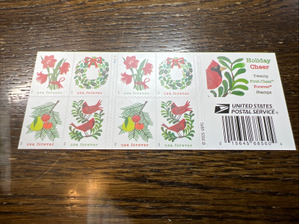 usa forever
usa forever
usa forever
usa forever
usa forever
usa forever
usa forever
usa forever
Holiday
Cheer
Twenty
First-Class™
Forever®
Stamps
UNITED STATES
POSTAL SERVICE®